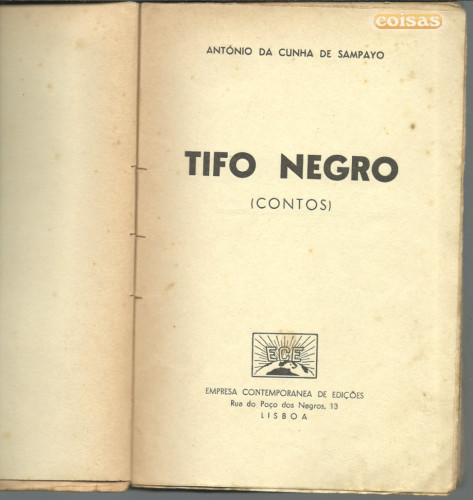 coisas
ANTÓNIO DA CUNHA DE SAMPAYO
TIFO NEGRO
(CONTOS)
ECE
EMPRESA CONTEMPORANEA DE EDIÇÕES
Rua do Poço dos Negros, 13
LISBOA